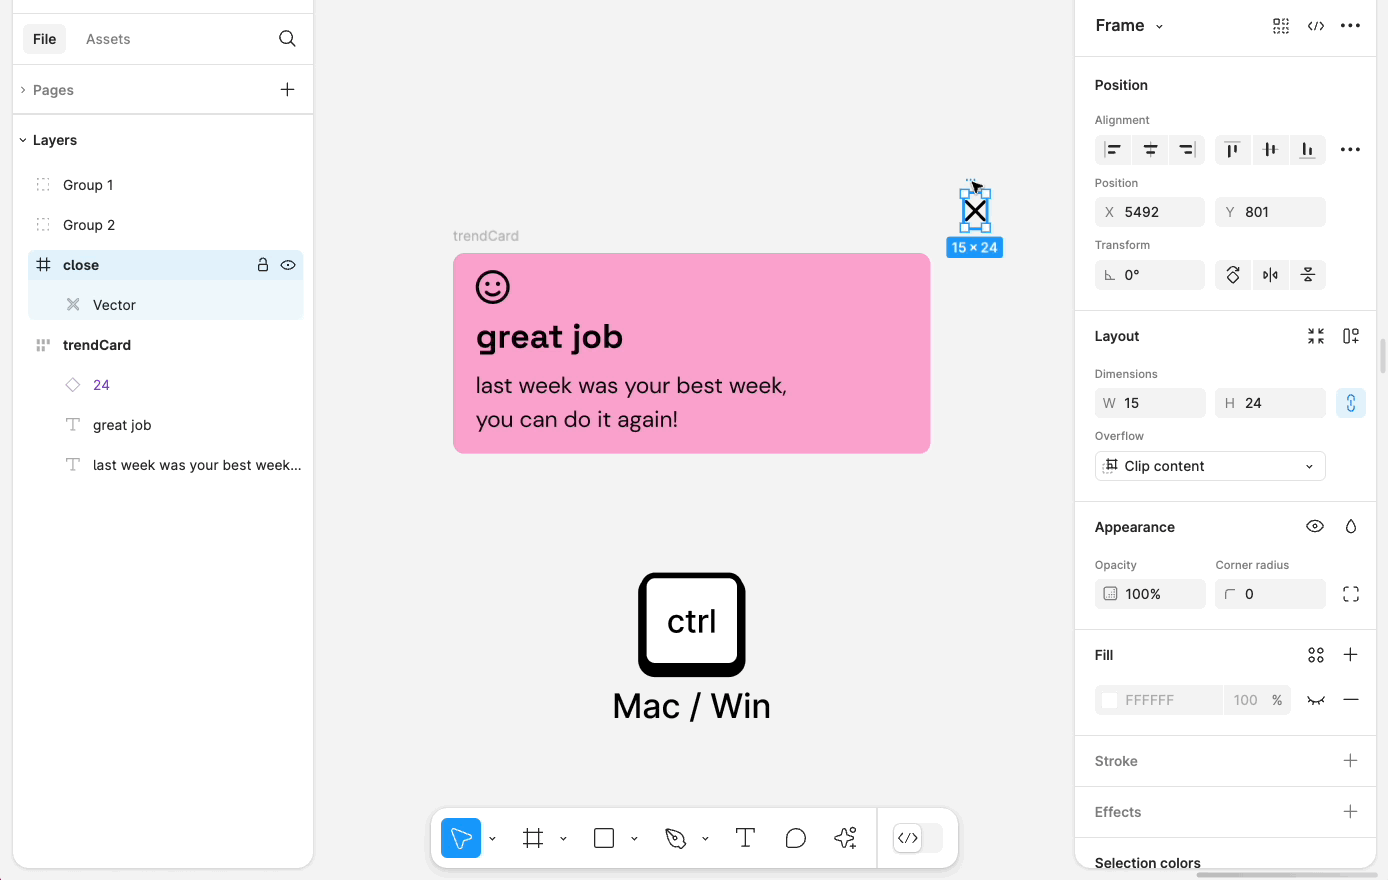 File
Assets
Pages
Layers
Group 1
Group 2
close
Vector
trendCard
24
great job
last week was your best week...
trendCard
great job
last week was your best week,
you can do it again!
15 × 24
ctrl
Mac / Win
Frame
Position
Alignment
Position
X 5492
Y 801
Transform
0°
Layout
Dimensions
W 15
H 24
Overflow
Clip content
Appearance
Opacity
Corner radius
100%
0
Fill
FFFFFF
100 %
Stroke
Effects
Selection colors